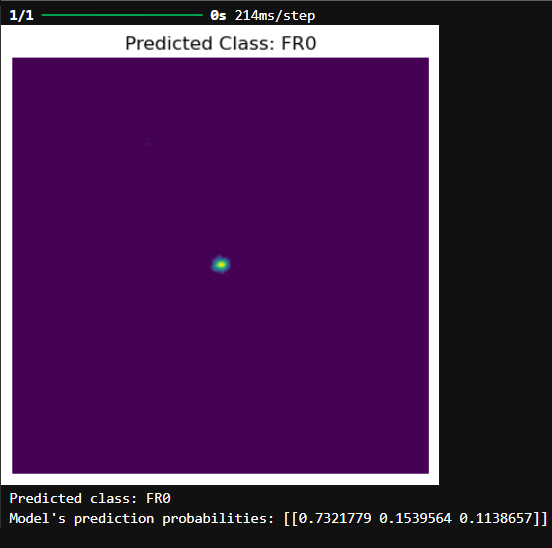 1/1 ━━━━━━━━━━━━━━━━━━━━ 0s 214ms/step
Predicted Class: FR0
Predicted class: FR0
Model's prediction probabilities: [[0.7321779 0.1539564 0.1138657]]